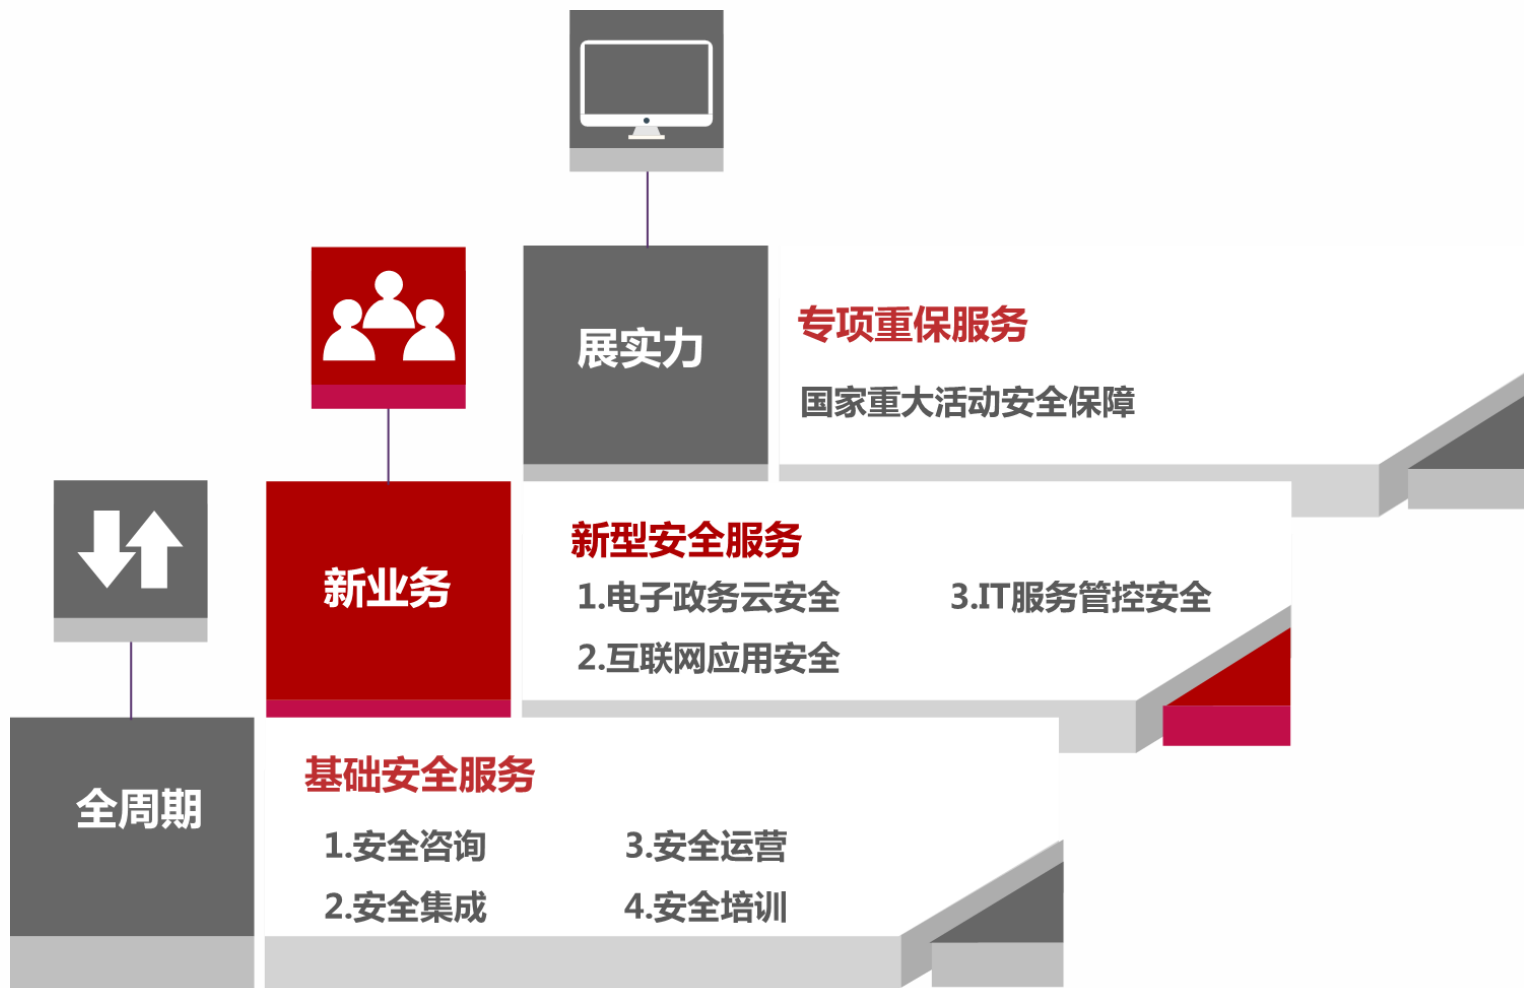 展实力
专项重保服务
国家重大活动安全保障
新业务
新型安全服务
1.电子政务云安全
3.IT服务管控安全
2.互联网应用安全
全周期
基础安全服务
1.安全咨询
3.安全运营
2.安全集成
4.安全培训